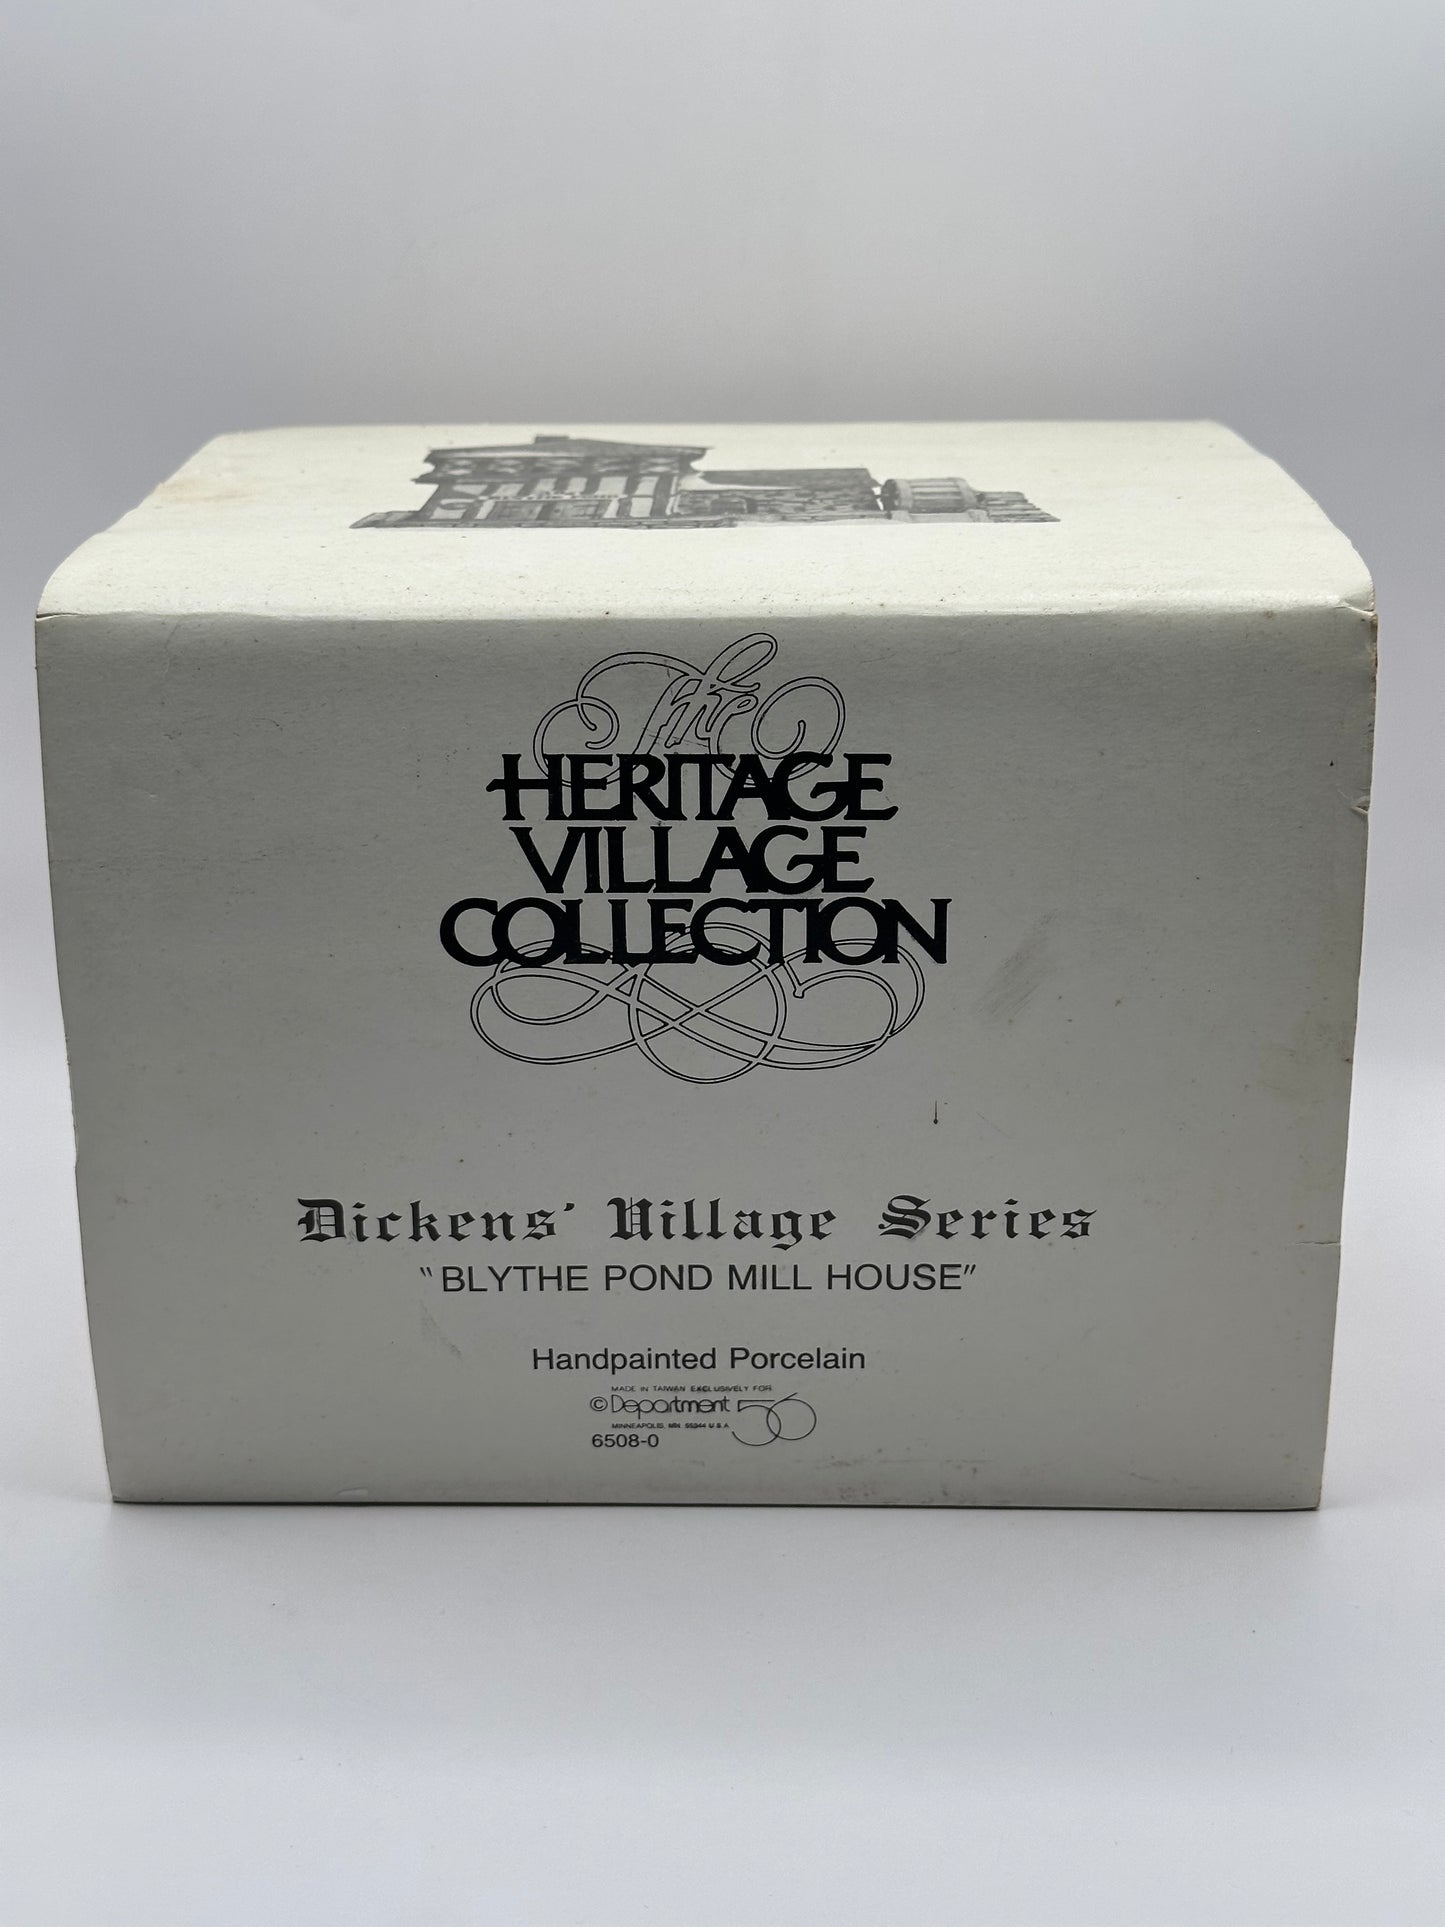 The
HERITAGE
VILLAGE
COLLECTION
Dickens' Village Series
"BLYTHE POND MILL HOUSE"
Handpainted Porcelain
MADE IN TAIWAN EXCLUSIVELY FOR
© Department 56
MINNEAPOLIS, MN 55344 U.S.A.
6508-0